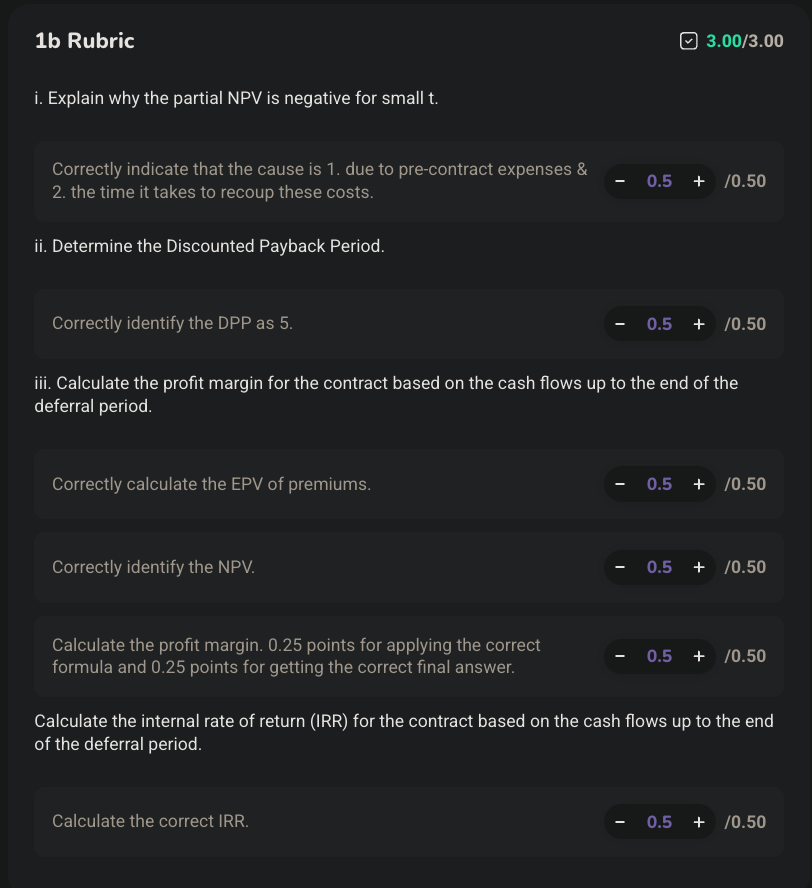 1b Rubric 3.00/3.00
i. Explain why the partial NPV is negative for small t.
Correctly indicate that the cause is 1. due to pre-contract expenses &
2. the time it takes to recoup these costs.
− 0.5 + /0.50
ii. Determine the Discounted Payback Period.
Correctly identify the DPP as 5. − 0.5 + /0.50
iii. Calculate the profit margin for the contract based on the cash flows up to the end of the
deferral period.
Correctly calculate the EPV of premiums. − 0.5 + /0.50
Correctly identify the NPV. − 0.5 + /0.50
Calculate the profit margin. 0.25 points for applying the correct
formula and 0.25 points for getting the correct final answer.
− 0.5 + /0.50
Calculate the internal rate of return (IRR) for the contract based on the cash flows up to the end
of the deferral period.
Calculate the correct IRR. − 0.5 + /0.50